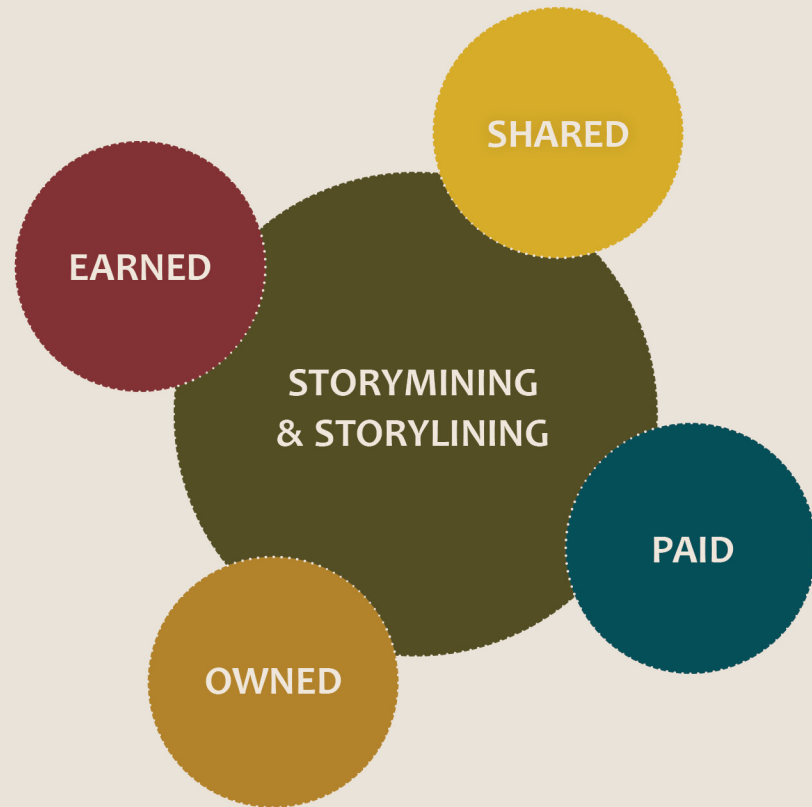 SHARED
EARNED
STORYMINING
& STORYLINING
PAID
OWNED